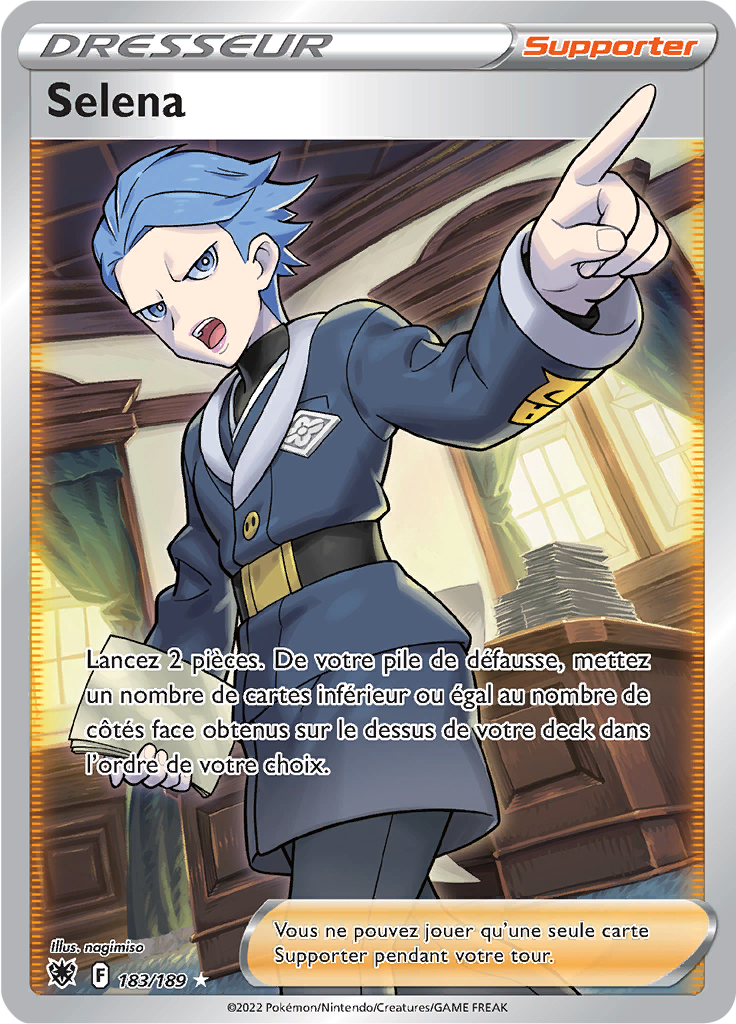 DRESSEUR
Supporter
Selena
Lancez 2 pièces. De votre pile de défausse, mettez
un nombre de cartes inférieur ou égal au nombre de
côtés face obtenus sur le dessus de votre deck dans
l'ordre de votre choix.
Vous ne pouvez jouer qu'une seule carte
Supporter pendant votre tour.
Illus. nagimiso
F 183/189
©2022 Pokémon/Nintendo/Creatures/GAME FREAK